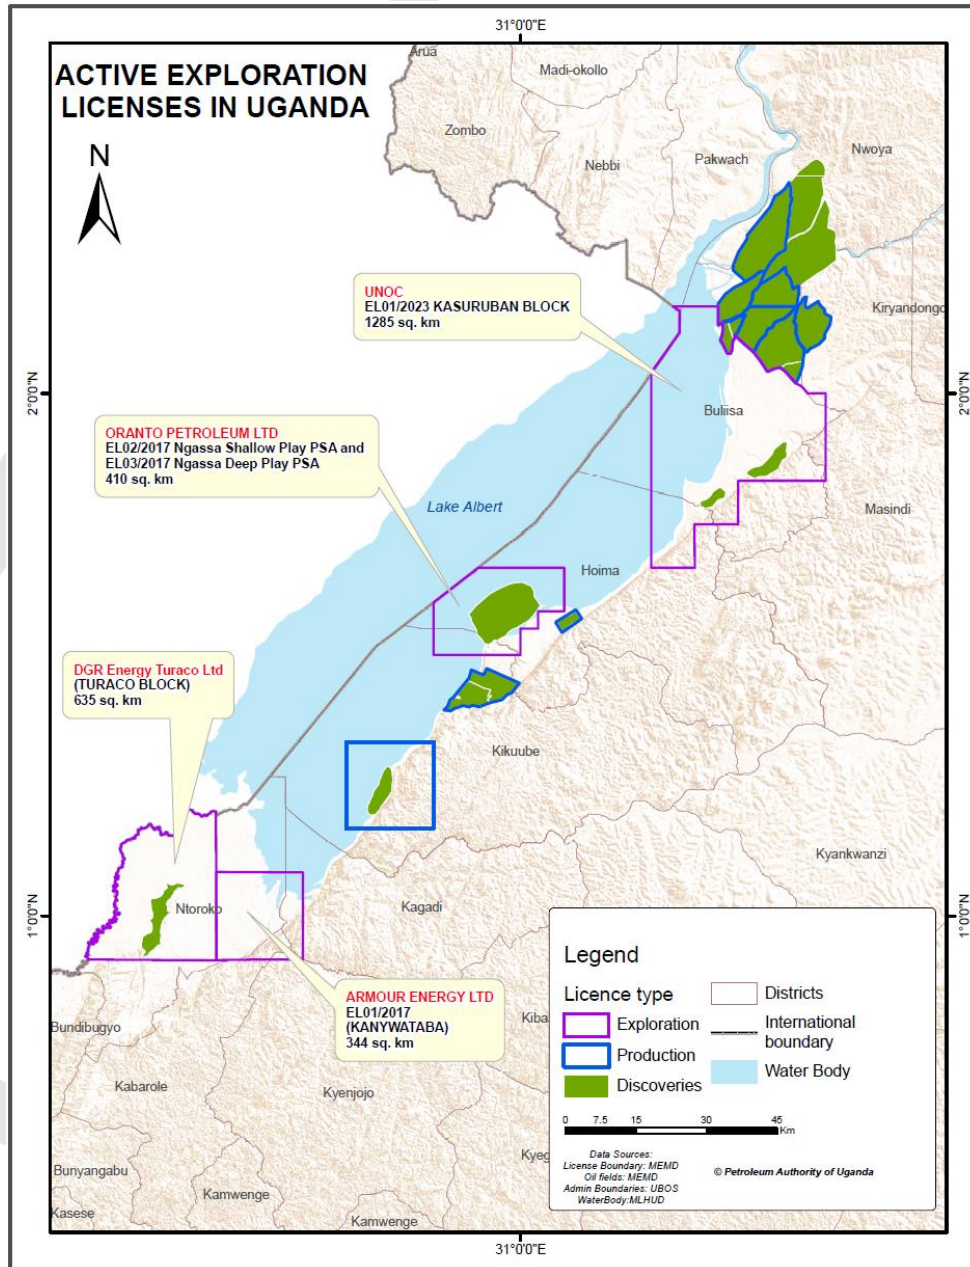 31°0'0"E
ACTIVE EXPLORATION
LICENSES IN UGANDA
N
Arua
Madi-okollo
Zombo
Nebbi
Pakwach
Nwoya
UNOC
EL01/2023 KASURUBAN BLOCK
1285 sq. km
Kiryandongo
2°0'0"N
2°0'0"N
Buliisa
ORANTO PETROLEUM LTD
EL02/2017 Ngassa Shallow Play PSA and
EL03/2017 Ngassa Deep Play PSA
410 sq. km
Lake Albert
Masindi
Hoima
DGR Energy Turaco Ltd
(TURACO BLOCK)
635 sq. km
Kikuube
Kyankwanzi
Ntoroko
Kagadi
1°0'0"N
1°0'0"N
ARMOUR ENERGY LTD
EL01/2017
(KANYWATABA)
344 sq. km
Bundibugyo
Kiba
Kabarole
Kyenjojo
Kyeg
Bunyangabu
Kamwenge
Kasese
Kamwenge
Legend
Licence type
Exploration
Production
Discoveries
Districts
International
boundary
Water Body
0 7.5 15 30 45
Km
Data Sources:
License Boundary: MEMD
Oil fields: MEMD
Admin Boundaries: UBOS
WaterBody:MLHUD
© Petroleum Authority of Uganda
31°0'0"E